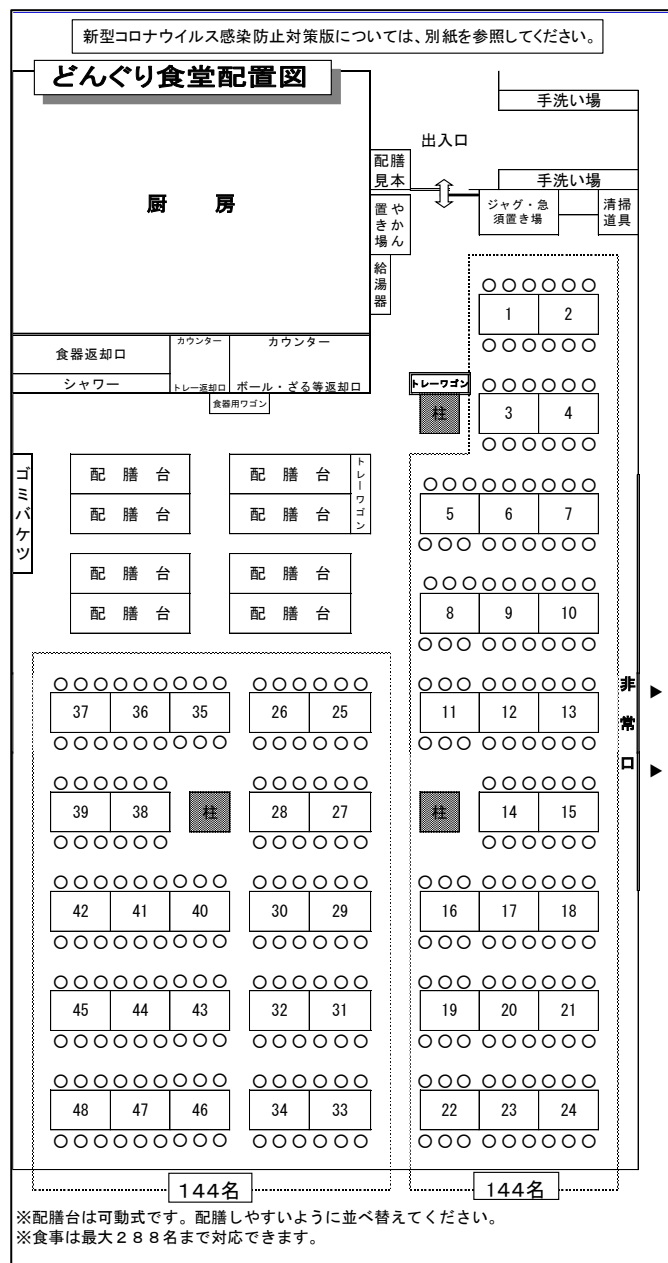 新型コロナウイルス感染防止対策版については、別紙を参照してください。
どんぐり食堂配置図
手洗い場
出入口
配膳
見本
手洗い場
厨 房
やかん
置き場
ジャグ・急
須置き場
清掃
道具
給湯器
1 2
カウンター
カウンター
食器返却口
シャワー
トレー返却口
ボール・ざる等返却口
食器用ワゴン
トレーワゴン
柱
3 4
ゴミバケツ
配 膳 台
配 膳 台
トレーワゴン
配 膳 台
配 膳 台
5 6 7
配 膳 台
配 膳 台
配 膳 台
配 膳 台
8 9 10
非常口
▶
37 36 35 26 25 11 12 13
▶
39 38 柱 28 27 柱 14 15
42 41 40 30 29 16 17 18
45 44 43 32 31 19 20 21
48 47 46 34 33 22 23 24
144名
144名
※配膳台は可動式です。配膳しやすいように並べ替えてください。
※食事は最大２８８名まで対応できます。